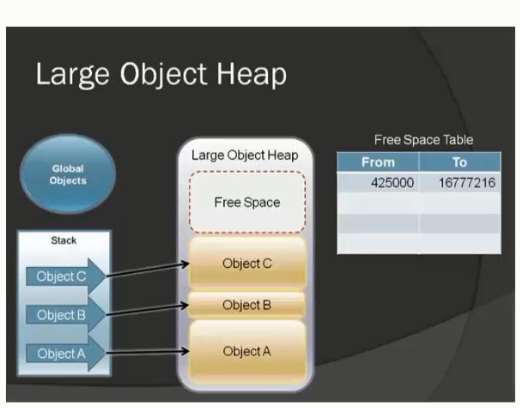 Large Object Heap
Global
Objects
Stack
Object C
Object B
Object A
Large Object Heap
Free Space
Object C
Object B
Object A
Free Space Table
From To
425000 16777216